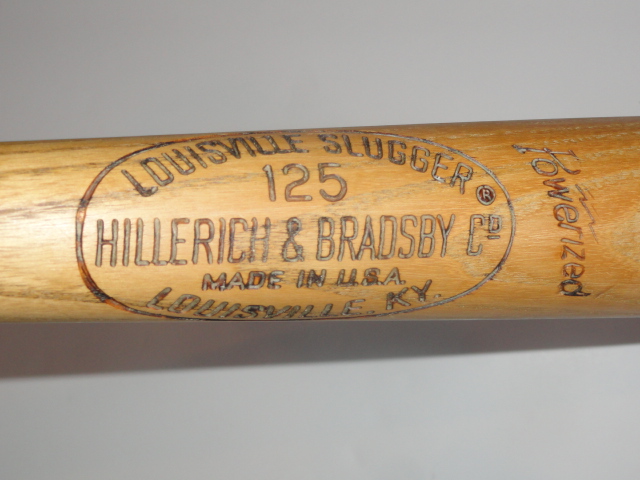 LOUISVILLE SLUGGER ®
125
HILLERICH & BRADSBY Cᴼ
MADE IN U.S.A.
LOUISVILLE. KY.
Powerized